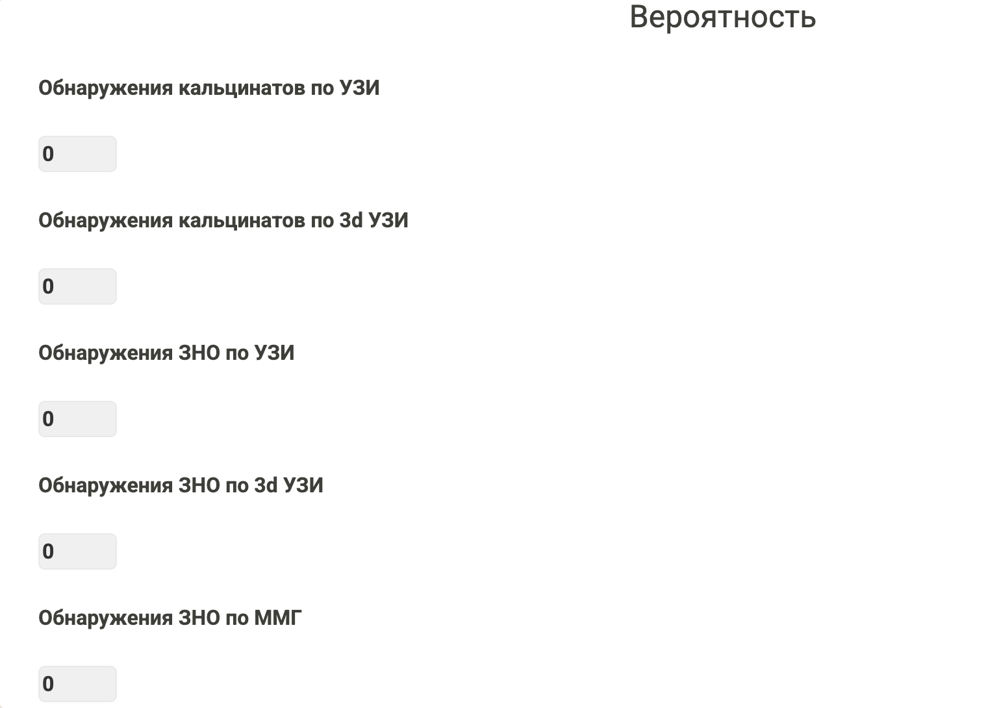 Вероятность
Обнаружения кальцинатов по УЗИ
0
Обнаружения кальцинатов по 3d УЗИ
0
Обнаружения ЗНО по УЗИ
0
Обнаружения ЗНО по 3d УЗИ
0
Обнаружения ЗНО по ММГ
0